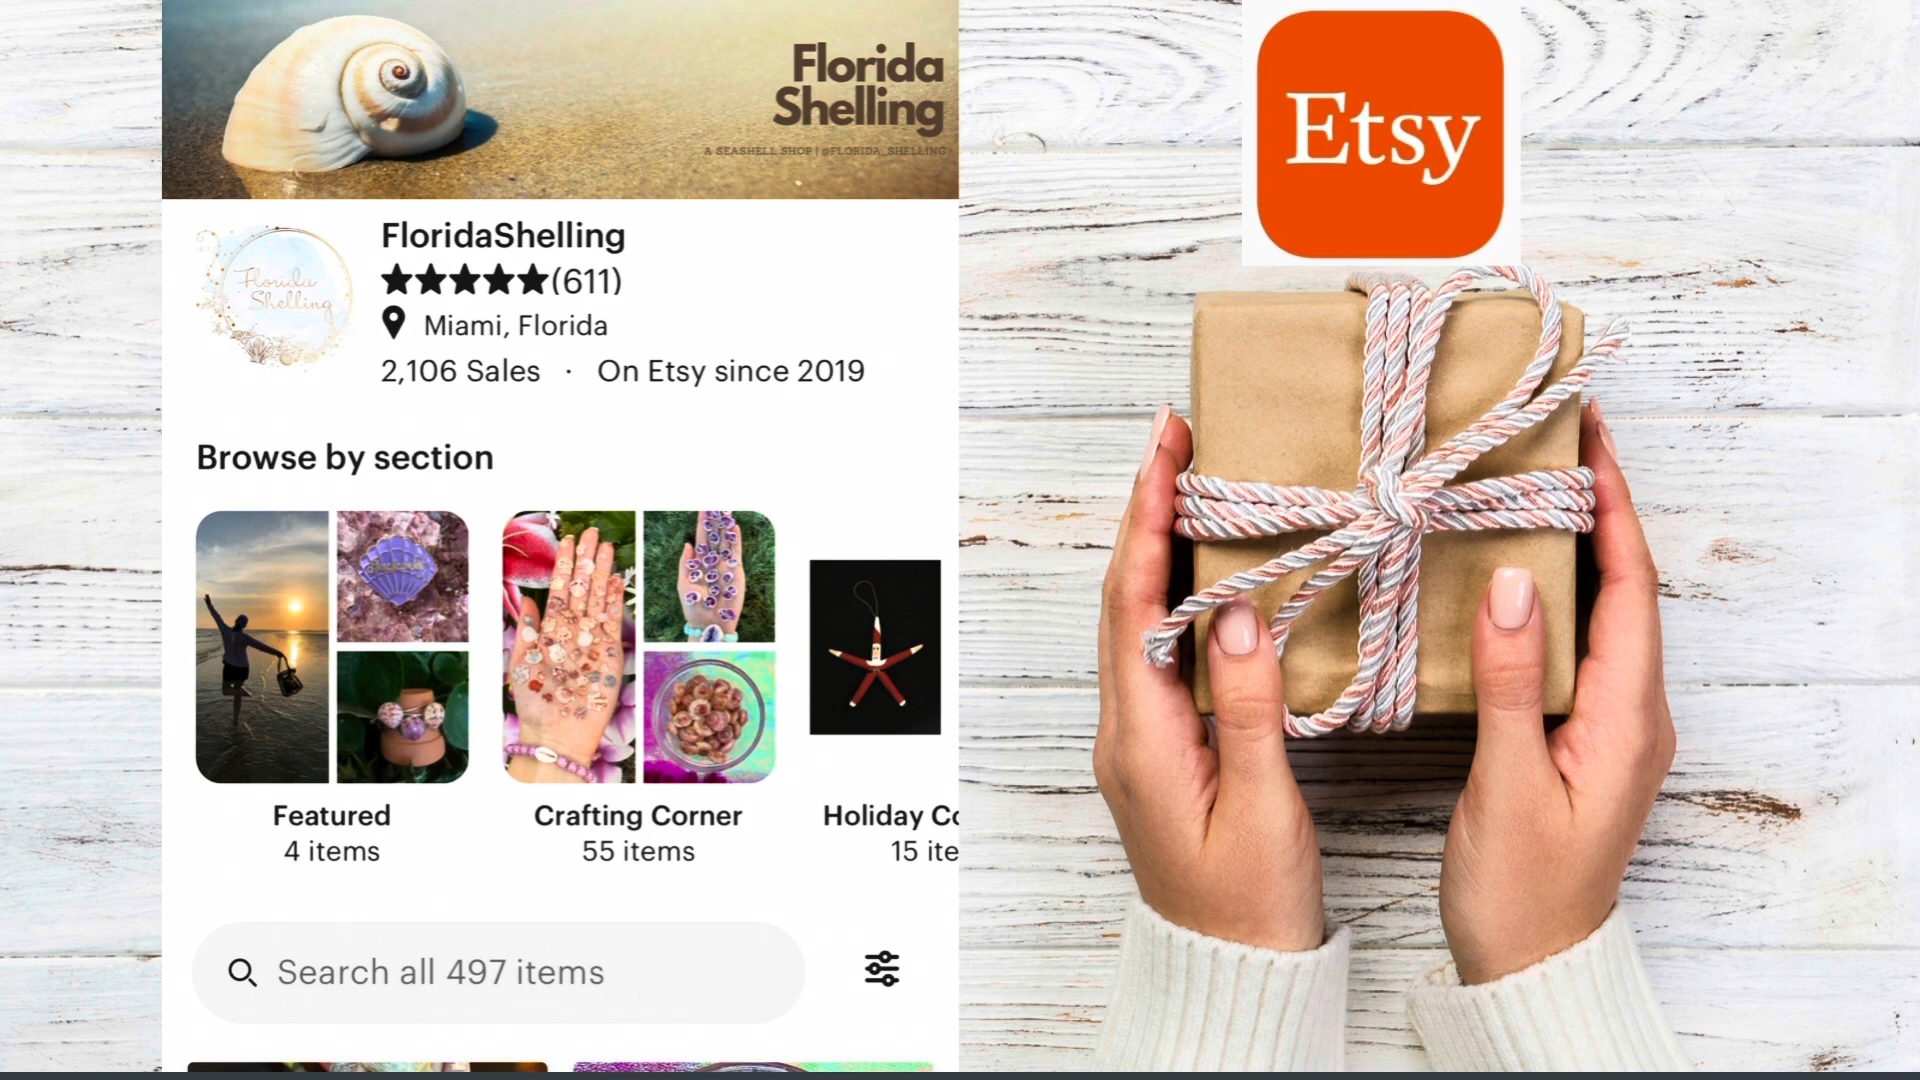 Florida
Shelling
A SEASHELL SHOP | @FLORIDA_SHELLING
Etsy
Florida
Shelling
FloridaShelling
(611)
Miami, Florida
2,106 Sales · On Etsy since 2019
Browse by section
Featured
4 items
Crafting Corner
55 items
Holiday Co
15 ite
Search all 497 items